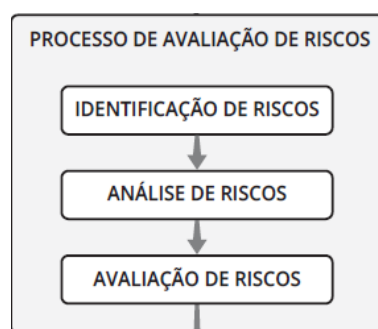 PROCESSO DE AVALIAÇÃO DE RISCOS
IDENTIFICAÇÃO DE RISCOS
ANÁLISE DE RISCOS
AVALIAÇÃO DE RISCOS